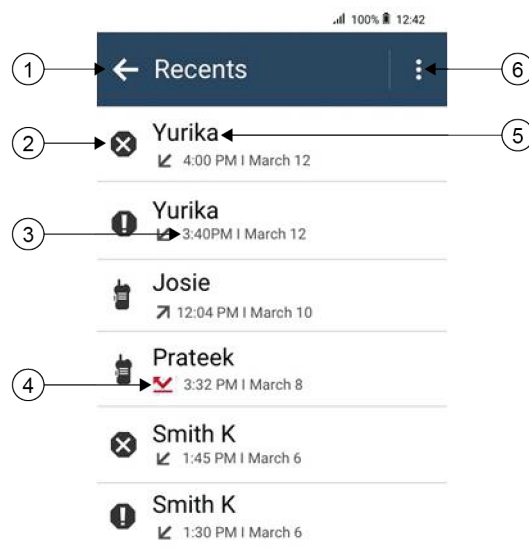 100% 12:42
1 Recents 6
2 Yurika 5
4:00 PM I March 12
Yurika
3 3:40PM I March 12
Josie
12:04 PM I March 10
Prateek
4 3:32 PM I March 8
Smith K
1:45 PM I March 6
Smith K
1:30 PM I March 6